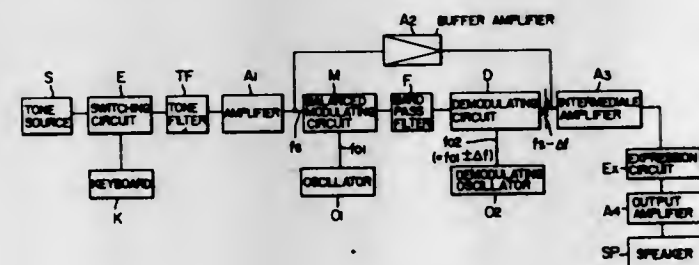 A2
BUFFER AMPLIFIER
S
E
TF
A1
M
F
D
A3
TONE
SOURCE
SWITCHING
CIRCUIT
TONE
FILTER
AMPLIFIER
BALANCED
MODULATING
CIRCUIT
BAND
PASS
FILTER
DEMODULATING
CIRCUIT
INTERMEDIALE
AMPLIFIER
fs
fo1
fo2
(=fo1±Δf)
fs-Δf
KEYBOARD
K
OSCILLATOR
O1
DEMODULATING
OSCILLATOR
O2
Ex
EXPRESSION
CIRCUIT
A4
OUTPUT
AMPLIFIER
SP
SPEAKER